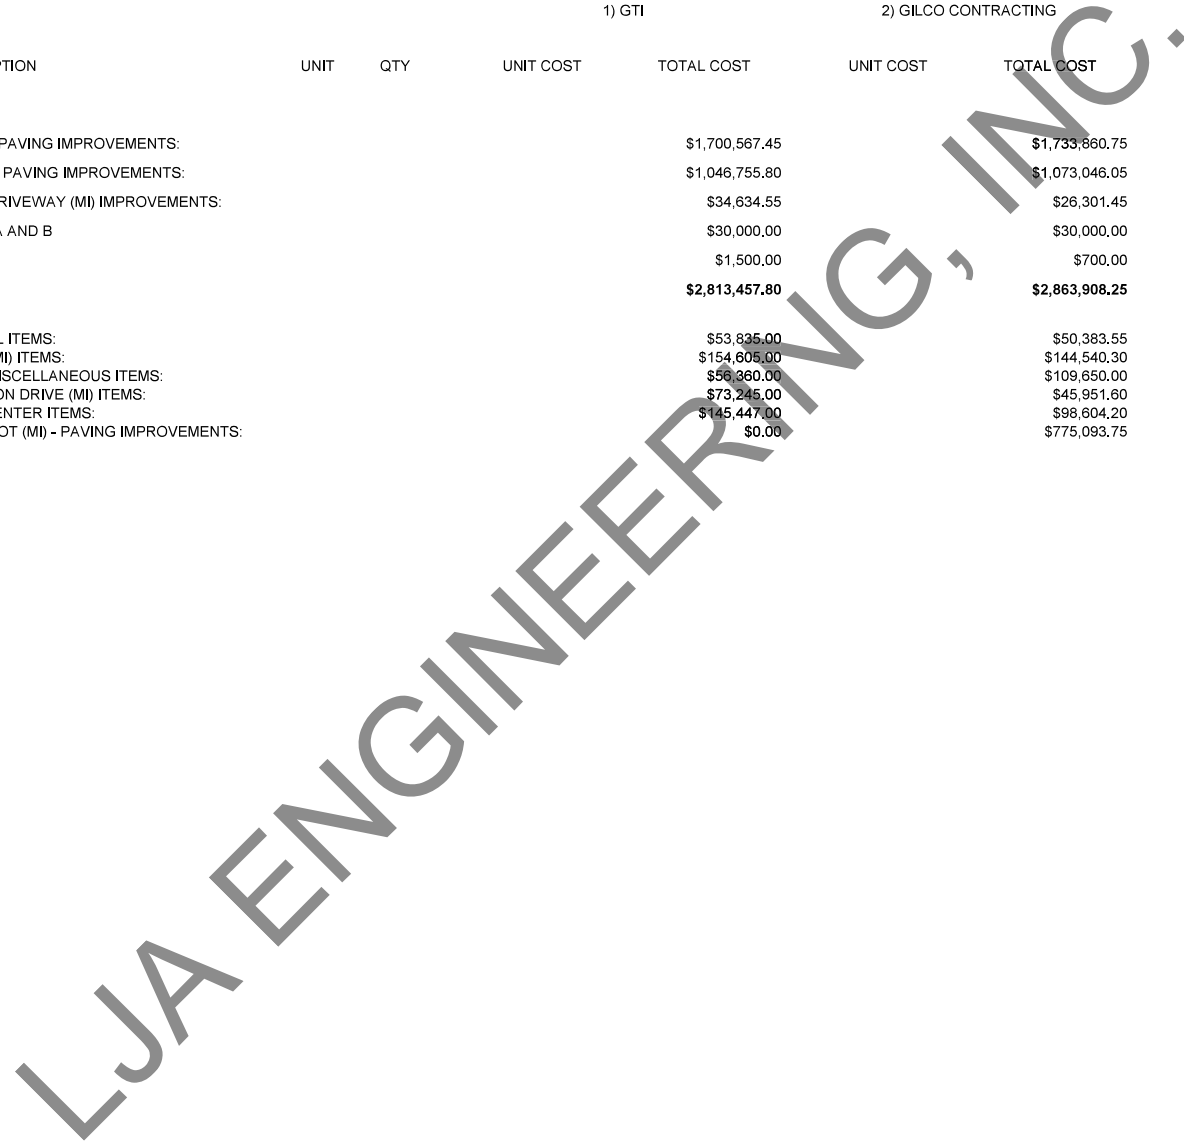 1) GTI 2) GILCO CONTRACTING
PTION UNIT QTY UNIT COST TOTAL COST UNIT COST TOTAL COST
PAVING IMPROVEMENTS: $1,700,567.45 $1,733,860.75
PAVING IMPROVEMENTS: $1,046,755.80 $1,073,046.05
RIVEWAY (MI) IMPROVEMENTS: $34,634.55 $26,301.45
A AND B $30,000.00 $30,000.00
$1,500.00 $700.00
$2,813,457.80 $2,863,908.25
L ITEMS: $53,835.00 $50,383.55
MI) ITEMS: $154,605.00 $144,540.30
ISCELLANEOUS ITEMS: $56,360.00 $109,650.00
ON DRIVE (MI) ITEMS: $73,245.00 $45,951.60
ENTER ITEMS: $145,447.00 $98,604.20
OT (MI) - PAVING IMPROVEMENTS: $0.00 $775,093.75
LJA ENGINEERING, INC.